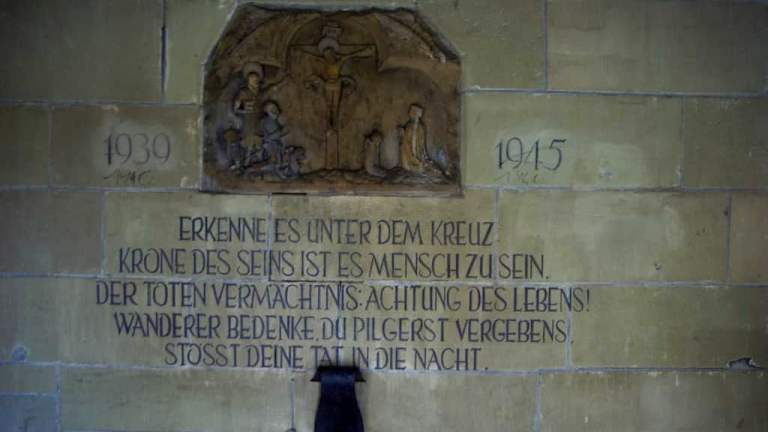 1939 1945
ERKENNE ES UNTER DEM KREUZ
KRONE DES SEINS IST ES MENSCH ZU SEIN.
DER TOTEN VERMÄCHTNIS: ACHTUNG DES LEBENS!
WANDERER BEDENKE, DU PILGERST VERGEBENS,
STÖSST DEINE TAT IN DIE NACHT.